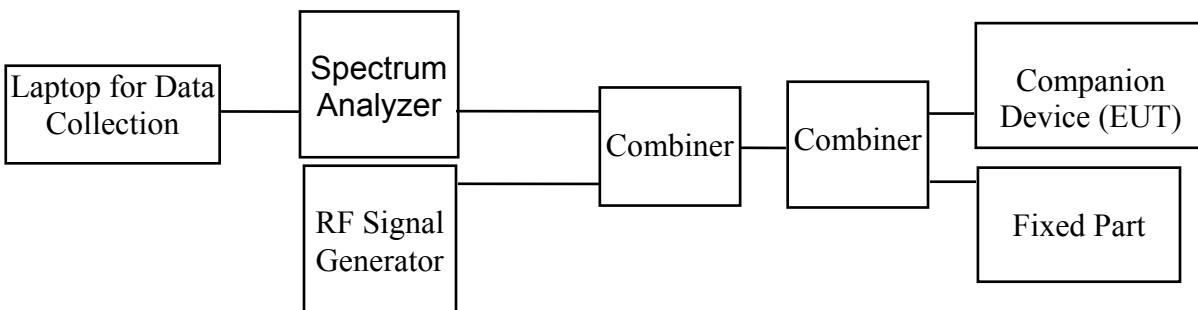 Laptop for Data
Collection
Spectrum
Analyzer
RF Signal
Generator
Combiner
Combiner
Companion
Device (EUT)
Fixed Part